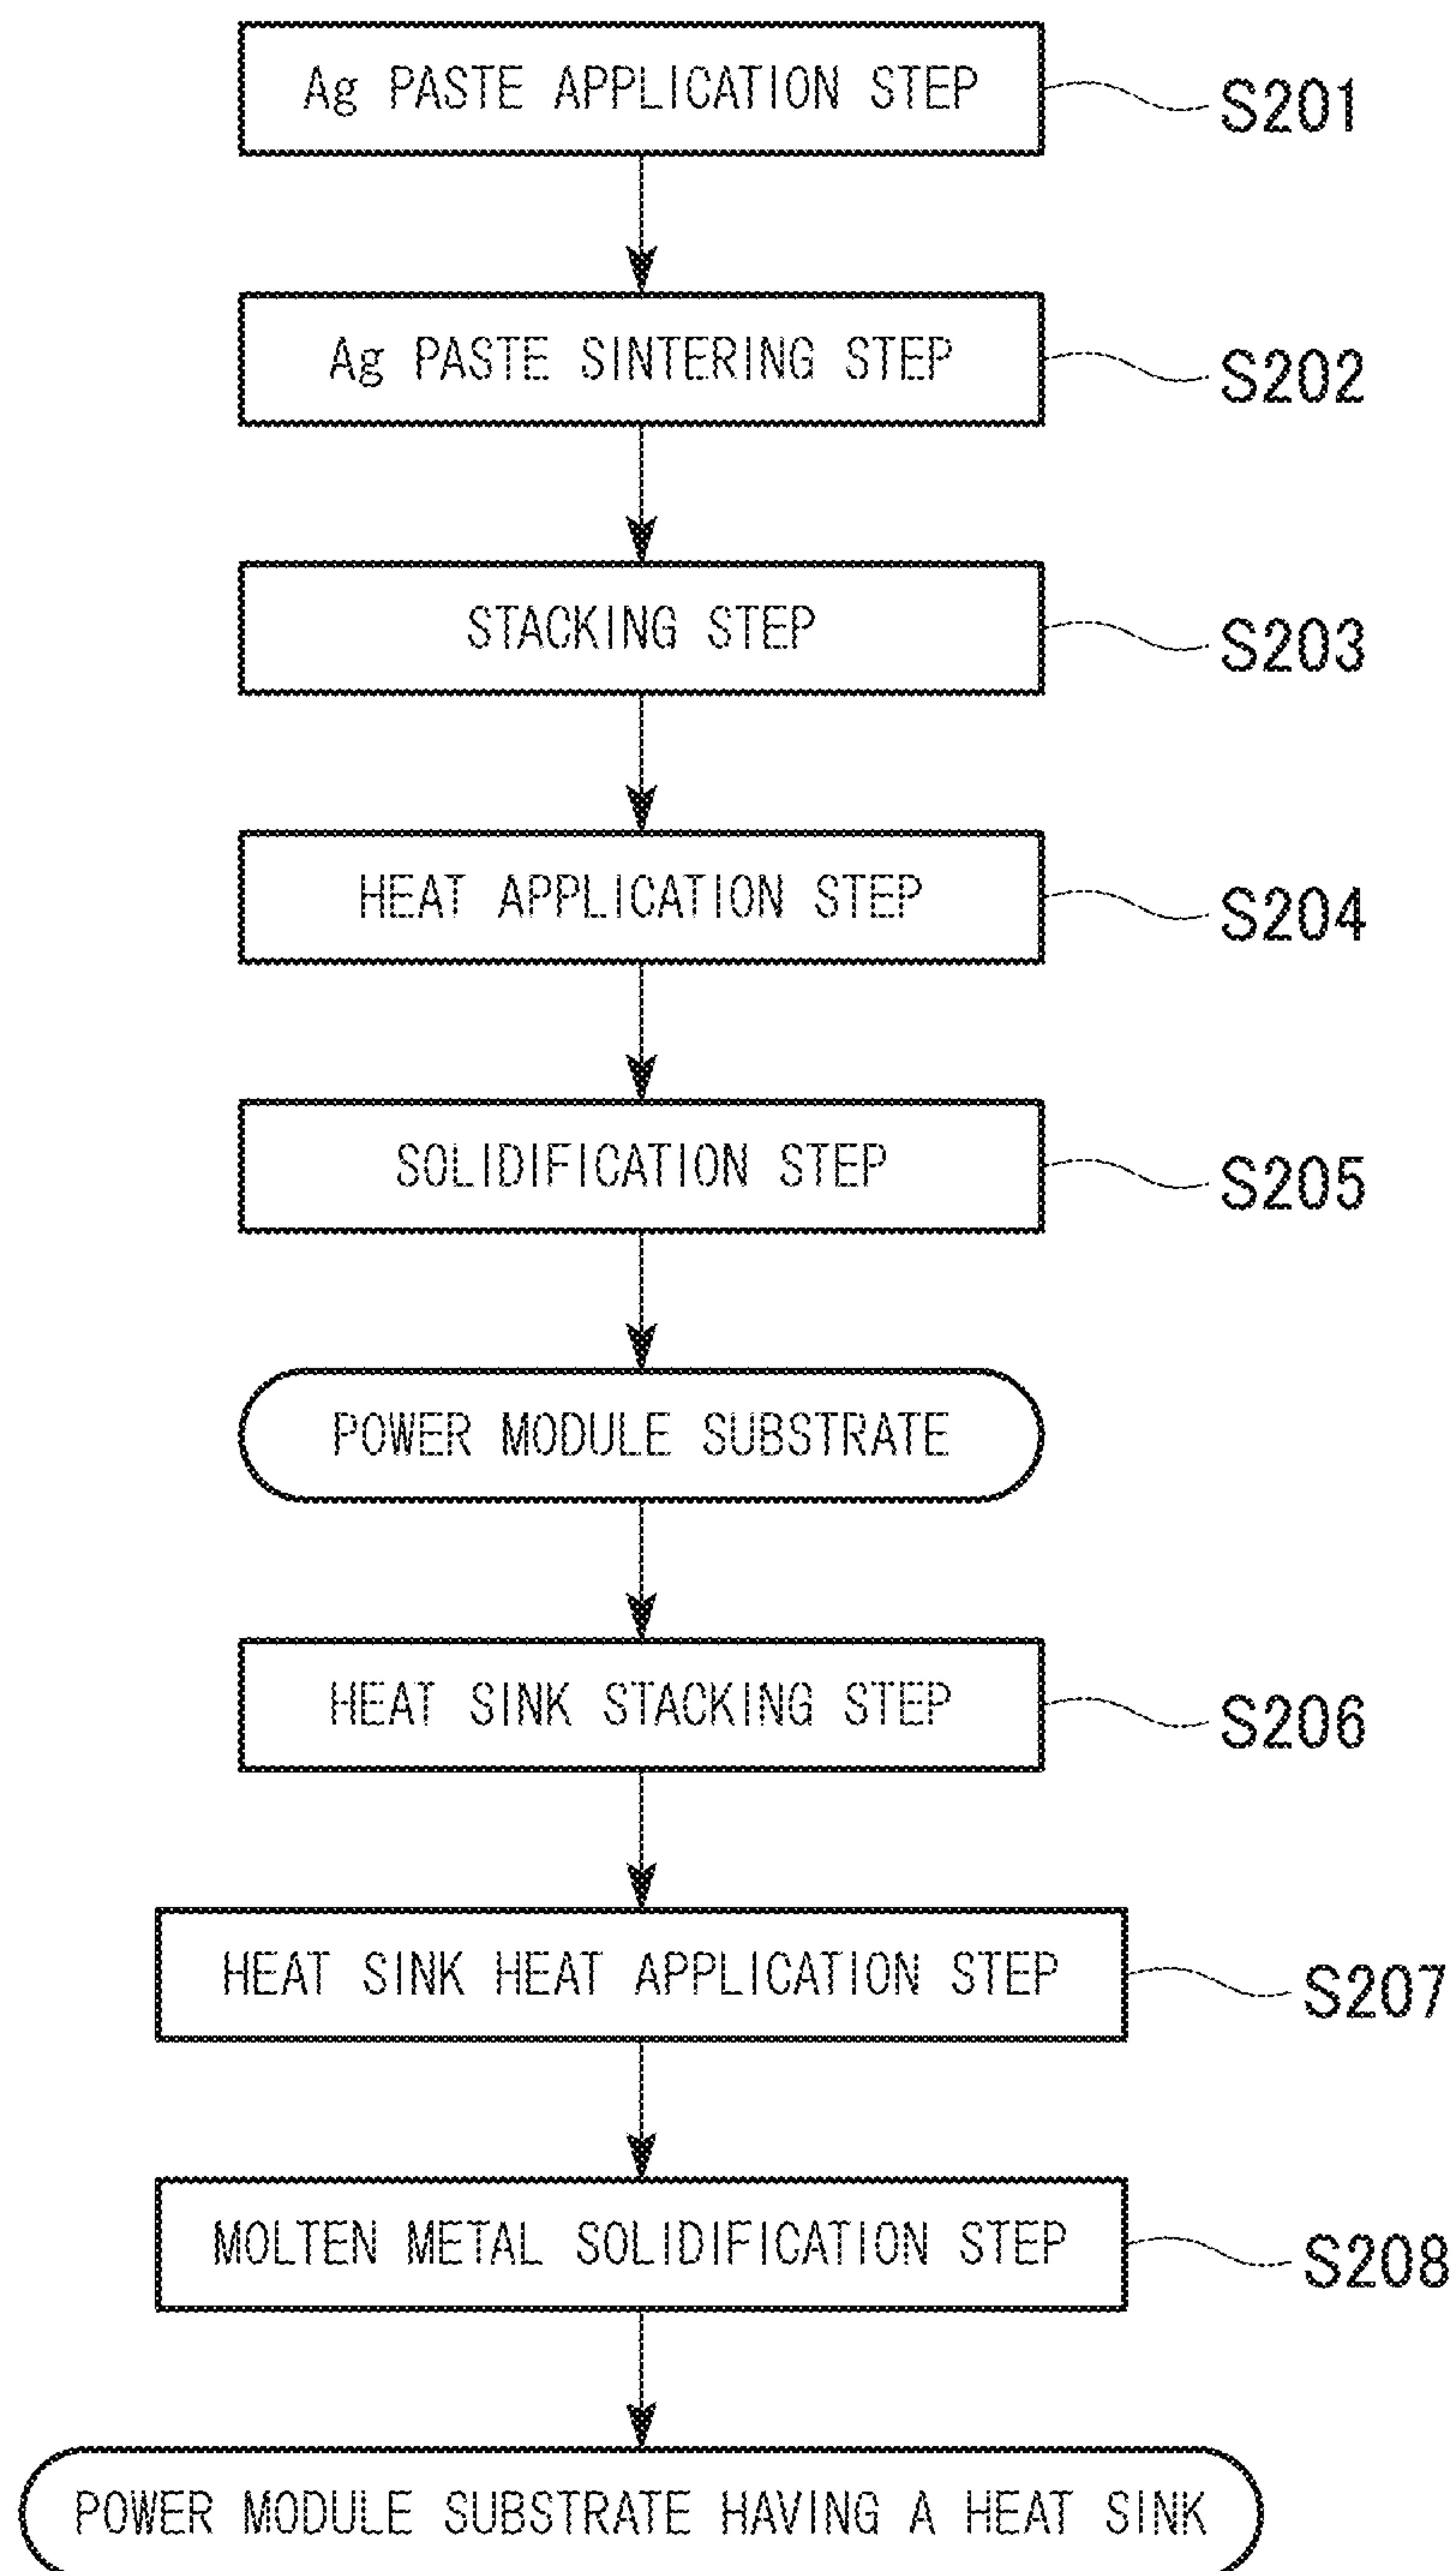 Ag PASTE APPLICATION STEP S201
Ag PASTE SINTERING STEP S202
STACKING STEP S203
HEAT APPLICATION STEP S204
SOLIDIFICATION STEP S205
POWER MODULE SUBSTRATE
HEAT SINK STACKING STEP S206
HEAT SINK HEAT APPLICATION STEP S207
MOLTEN METAL SOLIDIFICATION STEP S208
POWER MODULE SUBSTRATE HAVING A HEAT SINK